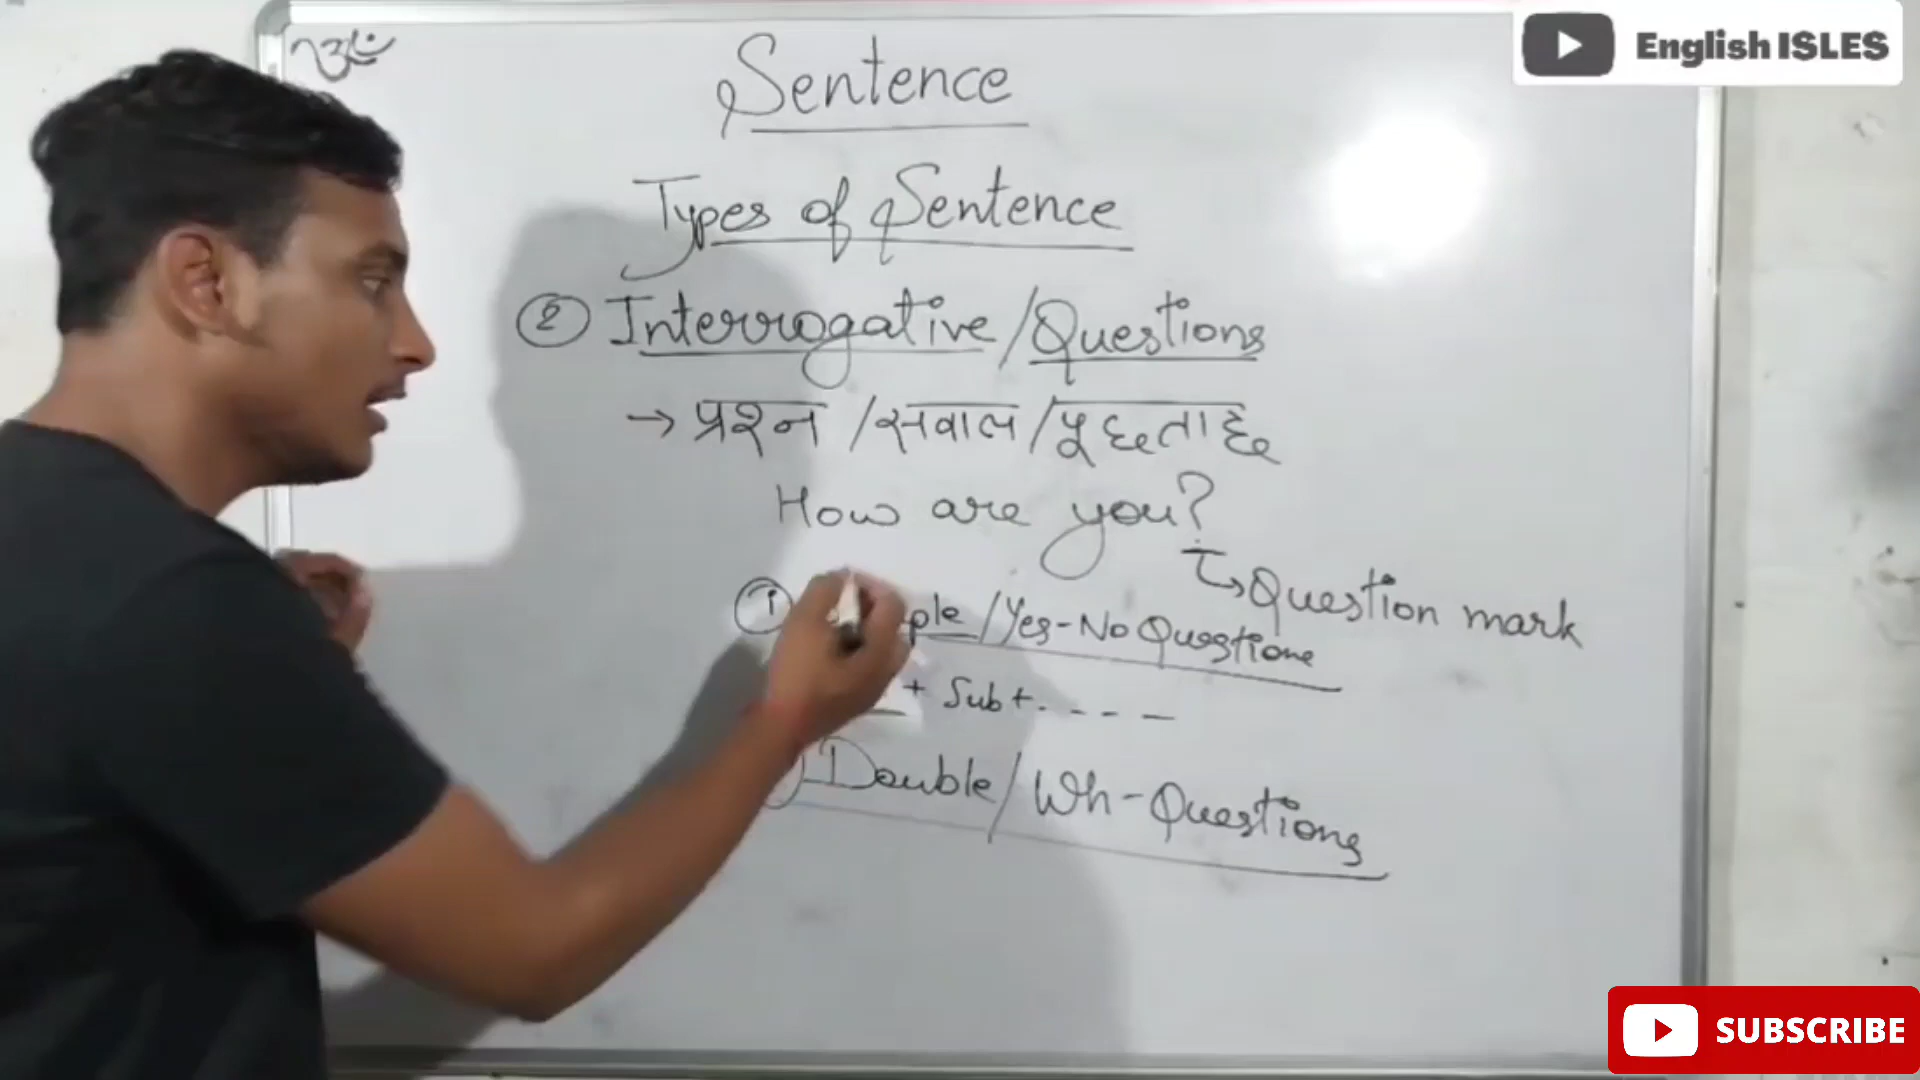 ॐ
English ISLES
Sentence
Types of Sentence
② Interrogative / Questions
→ प्रश्न / सवाल / पूछता है
How are you?
→ Question mark
① ple / Yes-No Questions
+ Sub + - - - -
Double / Wh-Questions
SUBSCRIBE